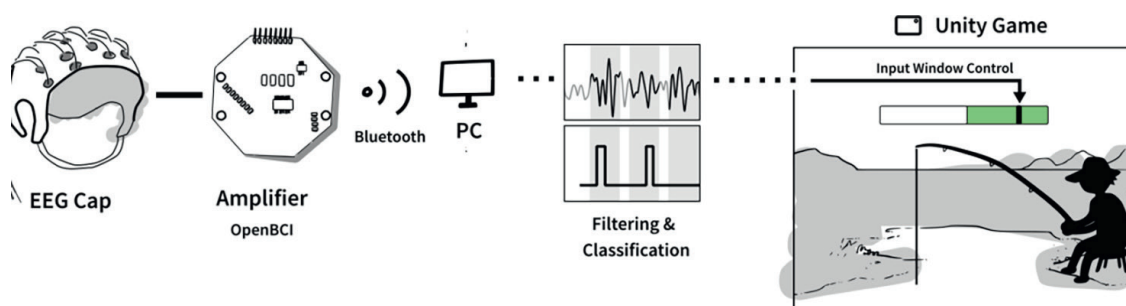 EEG Cap
Amplifier
OpenBCI
Bluetooth
PC
Filtering &
Classification
Unity Game
Input Window Control